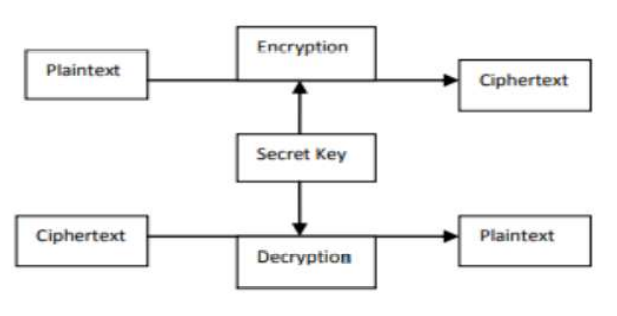 Encryption
Plaintext
Ciphertext
Secret Key
Ciphertext
Plaintext
Decryption